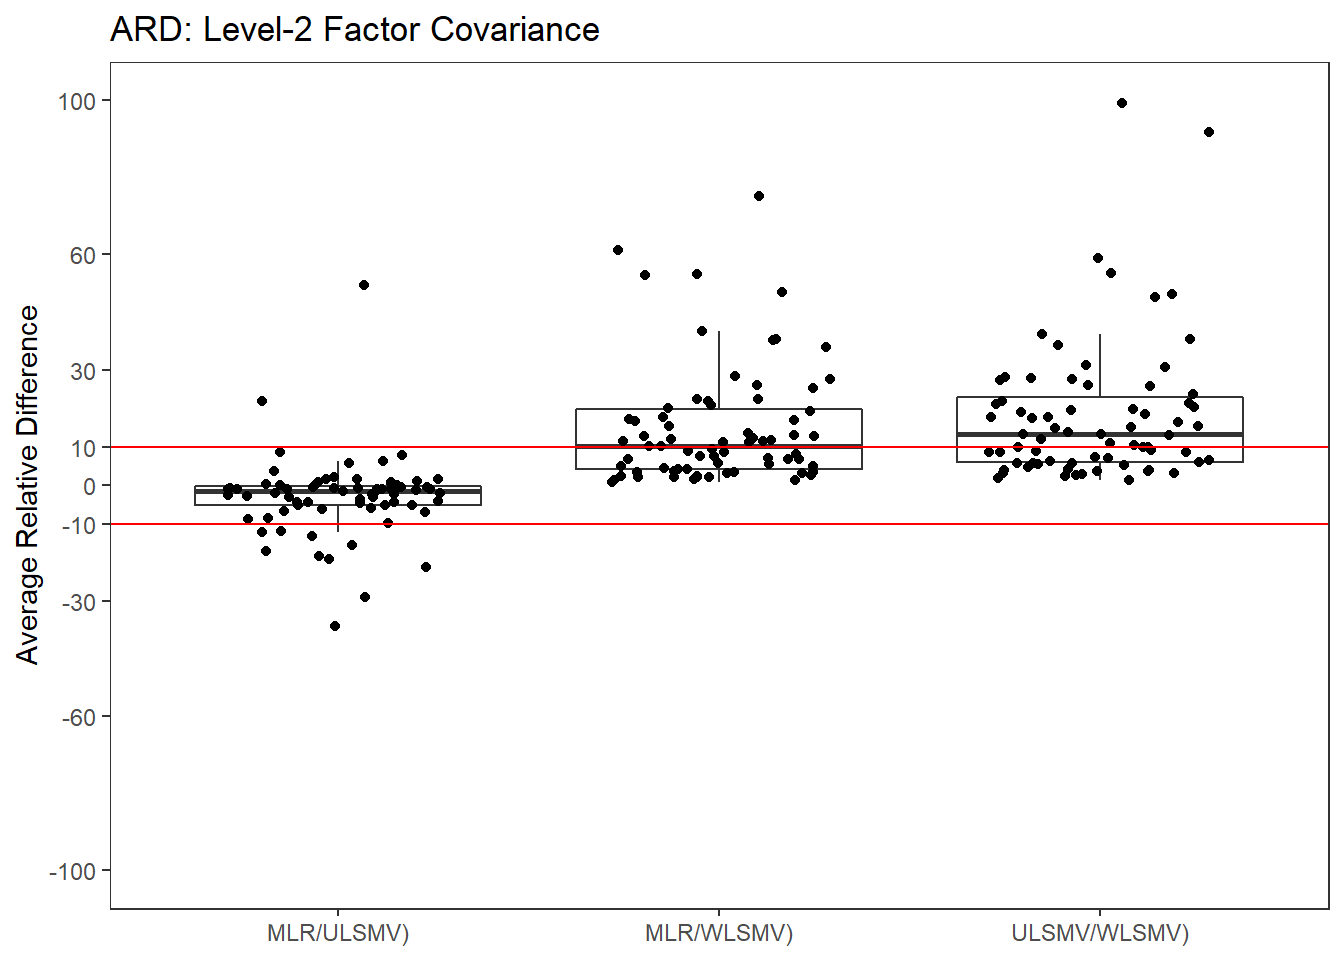 ARD: Level-2 Factor Covariance
Average Relative Difference
100
60
30
10
0
-10
-30
-60
-100
MLR/ULSMV)
MLR/WLSMV)
ULSMV/WLSMV)